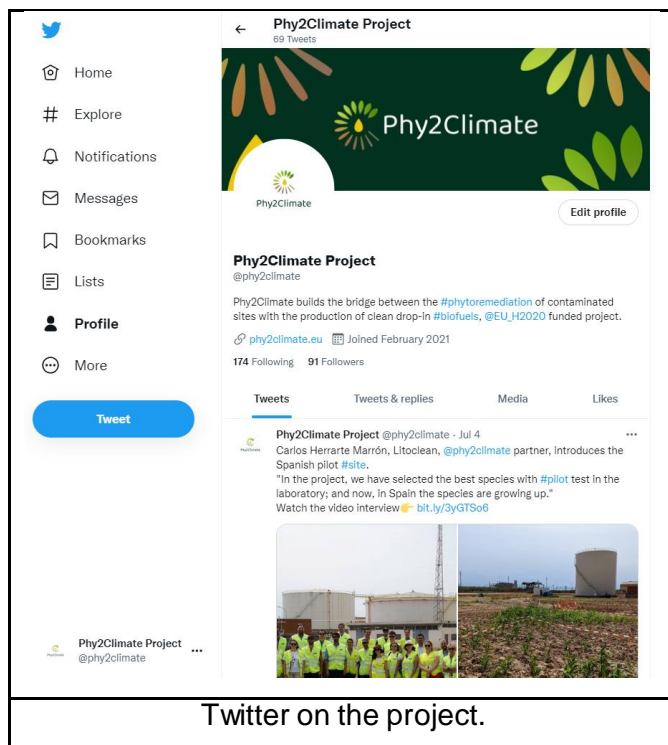 Phy2Climate Project
69 Tweets
Home
Explore
Notifications
Messages
Bookmarks
Lists
Profile
More
Tweet
Phy2Climate Project
@phy2climate
Phy2Climate
Phy2Climate
Edit profile
Phy2Climate Project
@phy2climate
Phy2Climate builds the bridge between the #phytoremediation of contaminated
sites with the production of clean drop-in #biofuels, @EU_H2020 funded project.
phy2climate.eu Joined February 2021
174 Following 91 Followers
Tweets Tweets & replies Media Likes
Phy2Climate Project @phy2climate · Jul 4
Carlos Herrarte Marrón, Litoclean, @phy2climate partner, introduces the
Spanish pilot #site.
"In the project, we have selected the best species with #pilot test in the
laboratory; and now, in Spain the species are growing up."
Watch the video interview👉 bit.ly/3yGTSo6
Twitter on the project.